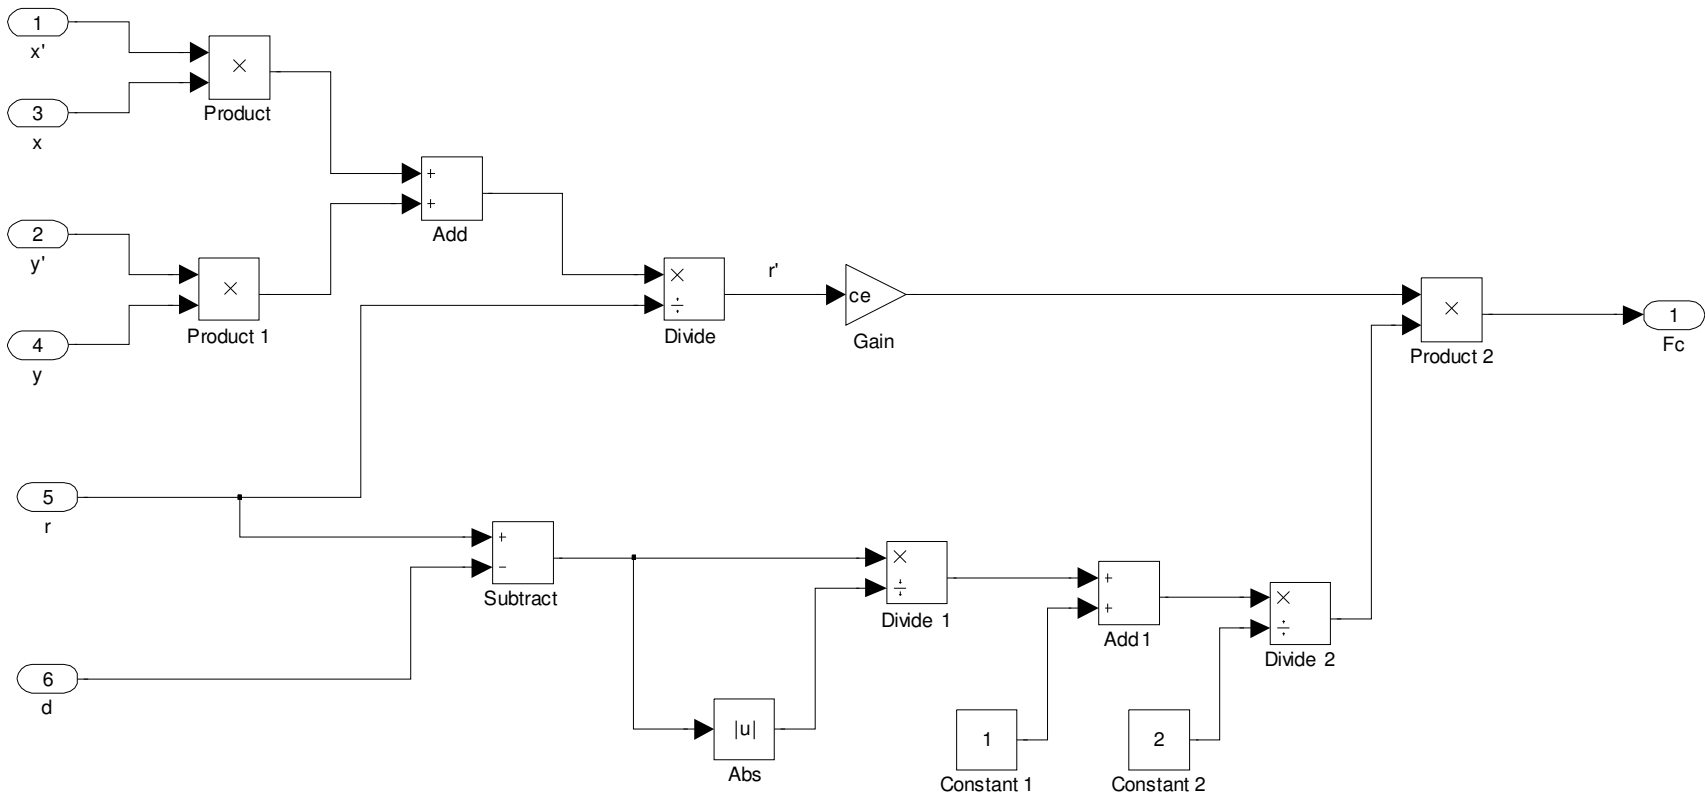 1
x'
×
3
Product
x
+
+
2
Add
y'
×
×
r'
÷
ce
×
1
Product 1
Divide
Gain
Product 2
Fc
4
y
5
r
+
−
×
÷
Subtract
Divide 1
+
+
Add 1
×
÷
Divide 2
6
d
|u|
1
2
Abs
Constant 1
Constant 2